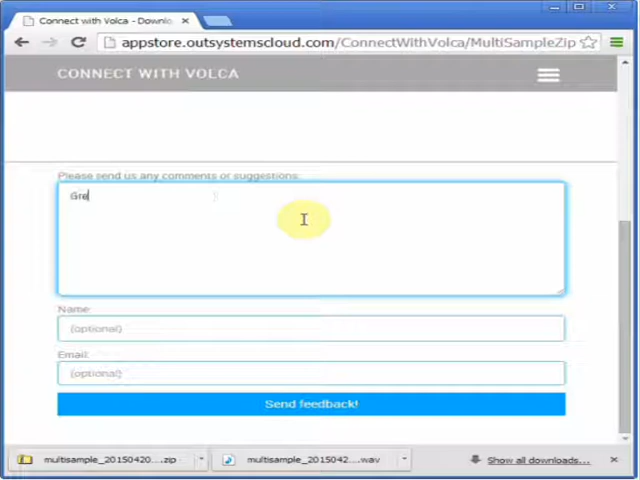 Connect with Volca - Downlo
appstore.outsystemscloud.com/ConnectWithVolca/MultiSampleZip
CONNECT WITH VOLCA
Please send us any comments or suggestions:
Gre
Name:
(optional)
Email:
(optional)
Send feedback!
multisample_20150420....zip
multisample_2015042....wav
Show all downloads...